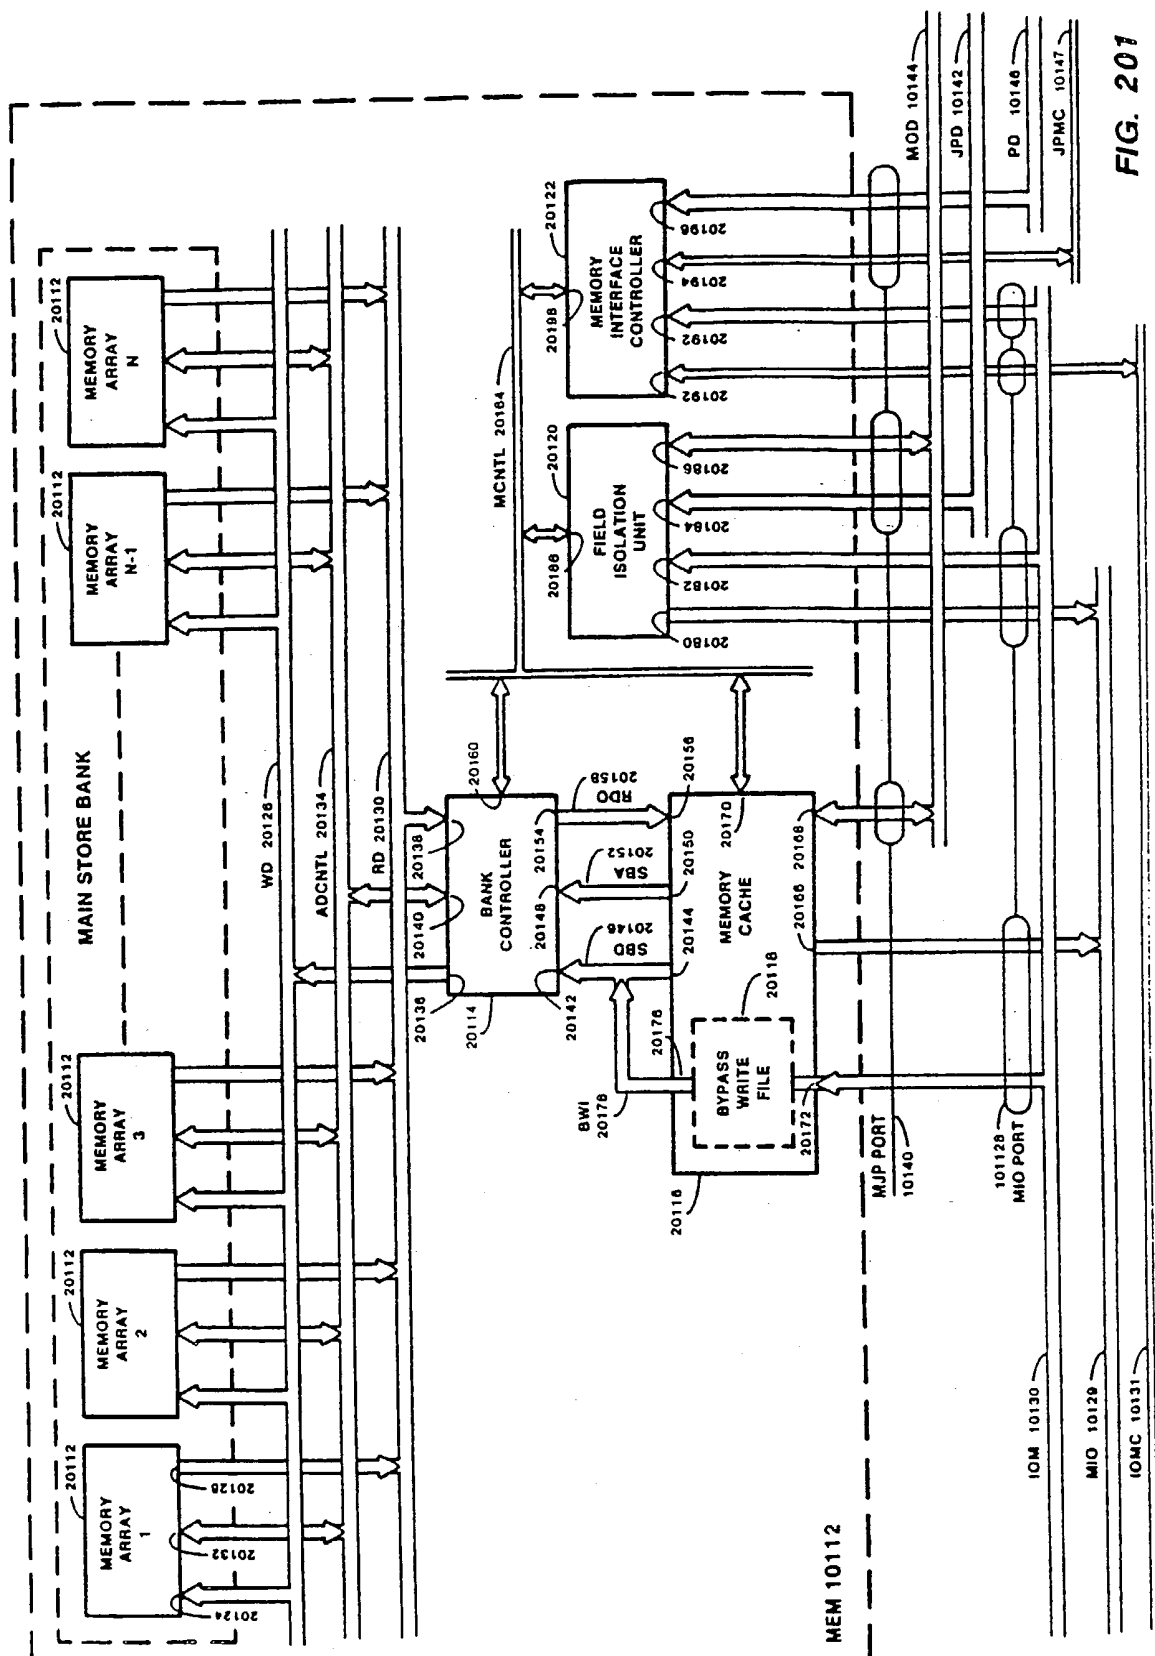 MAIN STORE BANK
20112
MEMORY
ARRAY
1
20112
MEMORY
ARRAY
2
20112
MEMORY
ARRAY
3
20112
MEMORY
ARRAY
N-1
20112
MEMORY
ARRAY
N
20124
20132
20128
WD 20126
ADCNTL 20134
RD 20130
20136
20140
20138
20160
20114
BANK
CONTROLLER
20142
20148
20154
SBD
20146
SBA
20152
RDO
20158
20144
20150
20156
BWI
20178
20176
20118
BYPASS
WRITE
FILE
MEMORY
CACHE
20170
20116
20172
20166
20168
MCNTL 20164
20188
20120
FIELD
ISOLATION
UNIT
20180
20182
20184
20186
20198
20122
MEMORY
INTERFACE
CONTROLLER
20192
20192
20194
20196
MEM 10112
MJP PORT
10140
101128
MIO PORT
MOD 10144
JPD 10142
PD 10146
JPMC 10147
IOM 10130
MIO 10129
IOMC 10131
FIG. 201